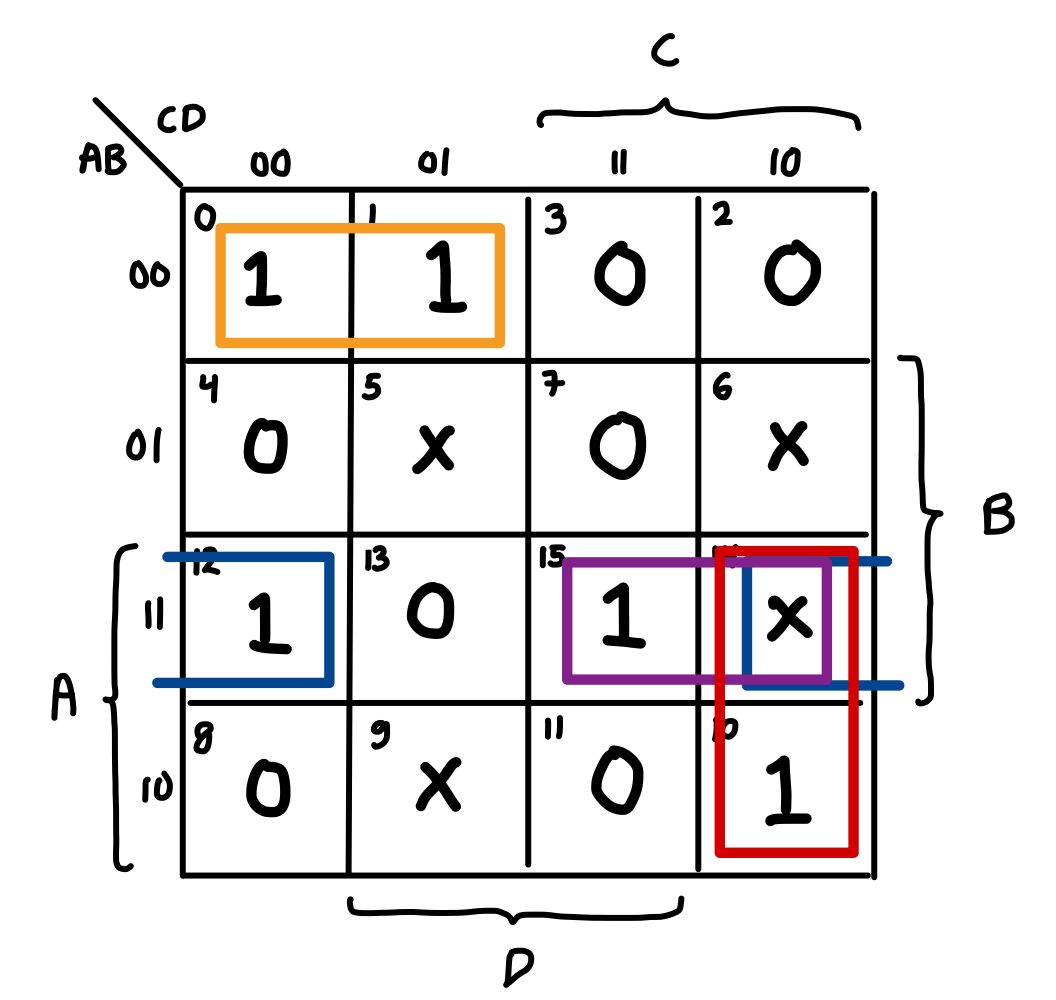 C
CD
AB
00 01 11 10
0 1 3 2
00 1 1 0 0
4 5 7 6
01 0 x 0 x
B
12 13 15
11 1 0 1 x
A
8 9 11 10
10 0 x 0 1
D